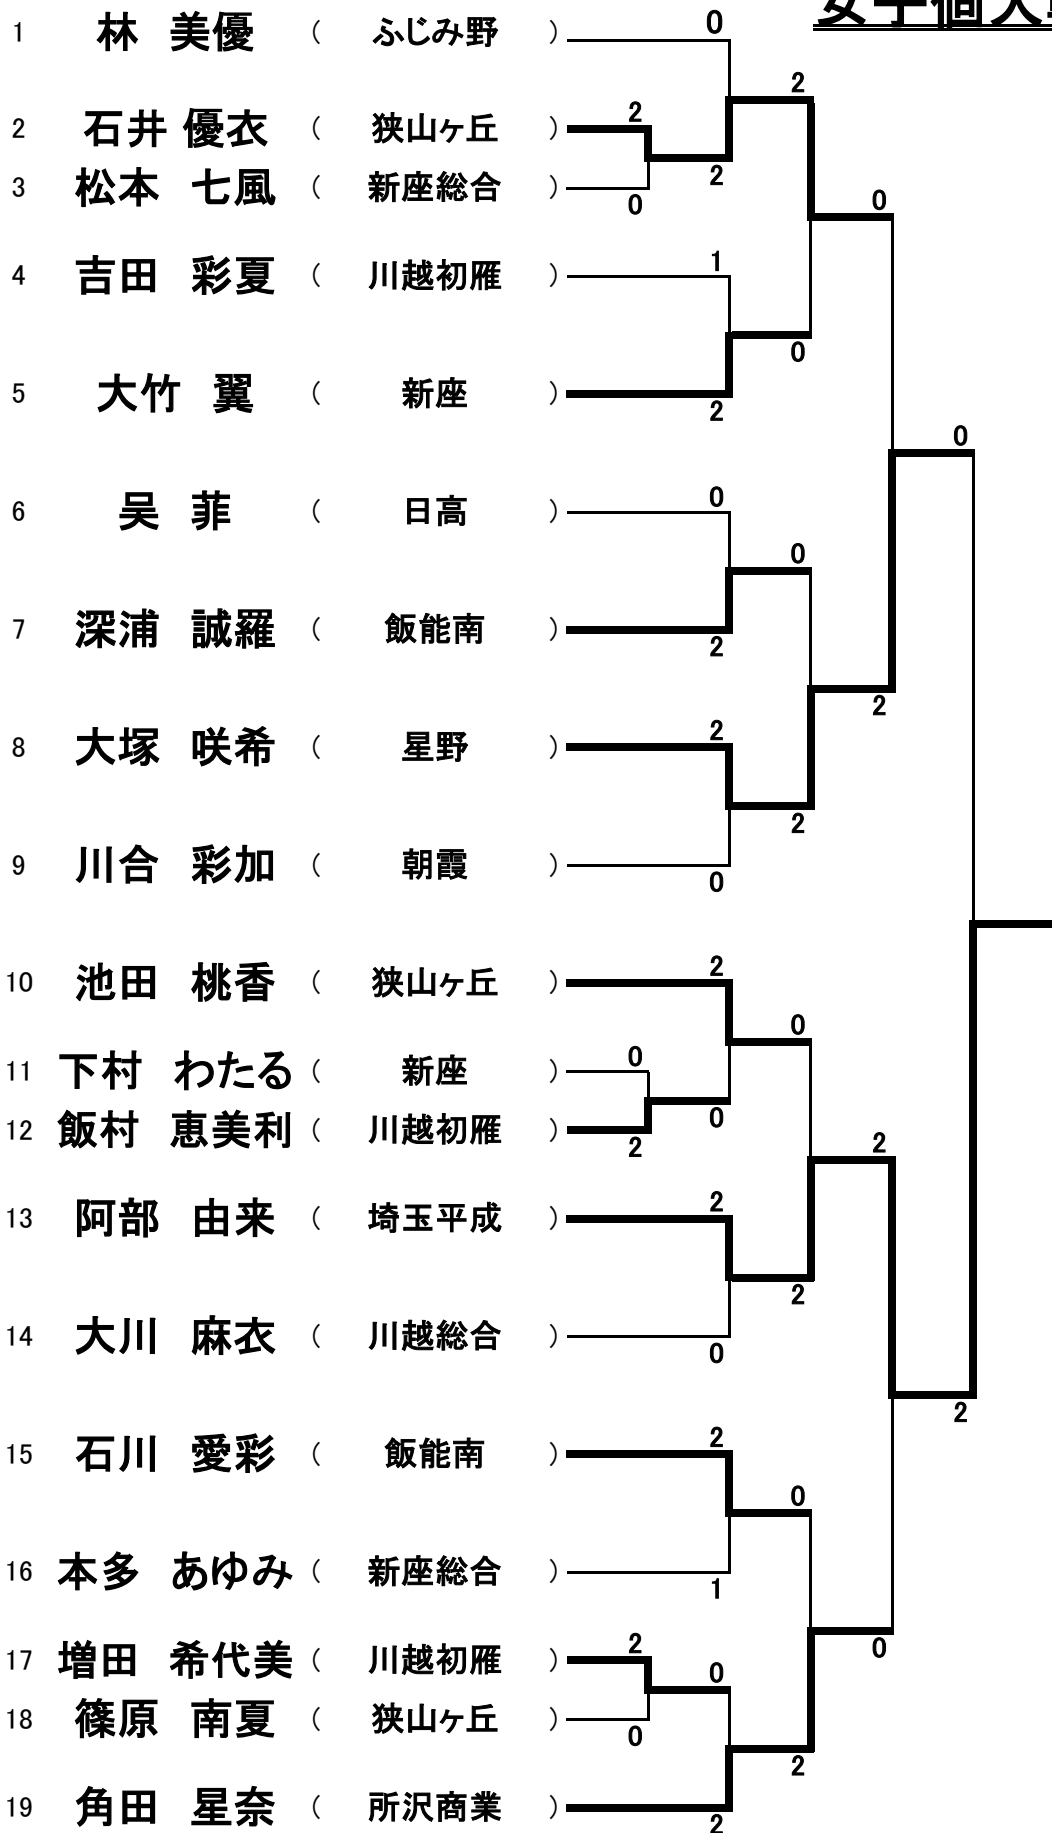 女子個人
0
1 林 美優 ( ふじみ野 )
2
2
2 石井 優衣 ( 狭山ヶ丘 )
2
3 松本 七風 ( 新座総合 )
0
0
1
4 吉田 彩夏 ( 川越初雁 )
0
5 大竹 翼 ( 新座 )
2
0
0
6 吴 菲 ( 日高 )
0
7 深浦 誠羅 ( 飯能南 )
2
2
2
8 大塚 咲希 ( 星野 )
2
9 川合 彩加 ( 朝霞 )
0
2
10 池田 桃香 ( 狭山ヶ丘 )
0
0
11 下村 わたる ( 新座 )
0
12 飯村 恵美利 ( 川越初雁 )
2
2
2
13 阿部 由来 ( 埼玉平成 )
2
14 大川 麻衣 ( 川越総合 )
0
2
2
15 石川 愛彩 ( 飯能南 )
0
16 本多 あゆみ ( 新座総合 )
1
2
0
17 増田 希代美 ( 川越初雁 )
0
18 篠原 南夏 ( 狭山ヶ丘 )
0
2
19 角田 星奈 ( 所沢商業 )
2